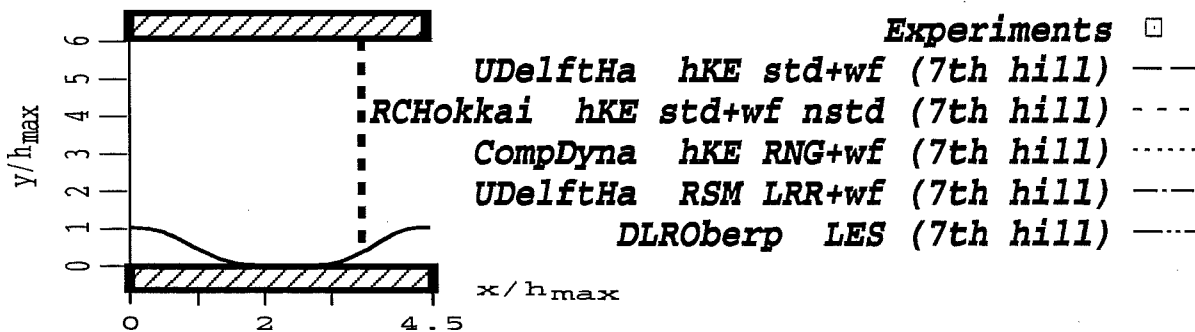 Experiments
UDelftHa hKE std+wf (7th hill)
RCHokkai hKE std+wf nstd (7th hill)
CompDyna hKE RNG+wf (7th hill)
UDelftHa RSM LRR+wf (7th hill)
DLROberp LES (7th hill)
y/hmax
6
5
4
3
2
1
0
x/hmax
0 2 4.5